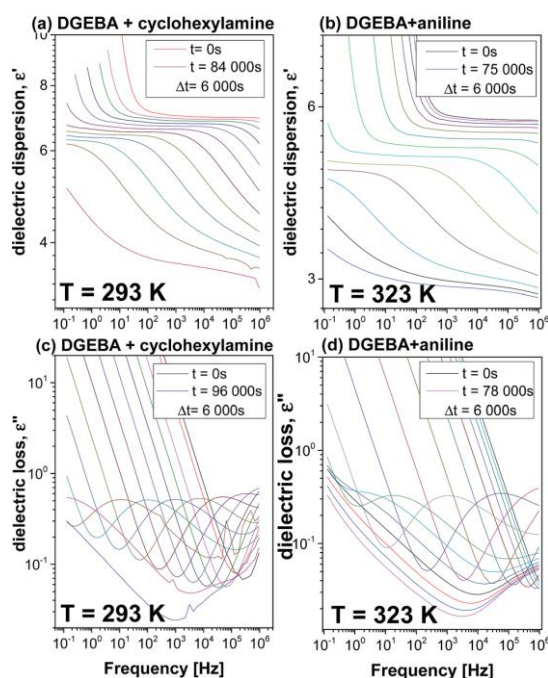 (a) DGEBA + cyclohexylamine
t= 0s
t = 84 000s
Δt= 6 000s
dielectric dispersion, ε'
10
8
6
4
T = 293 K
10⁻¹ 10⁰ 10¹ 10² 10³ 10⁴ 10⁵ 10⁶
(b) DGEBA+aniline
t= 0s
t = 75 000s
Δt= 6 000s
dielectric dispersion, ε'
6
3
T = 323 K
10⁻¹ 10⁰ 10¹ 10² 10³ 10⁴ 10⁵ 10⁶
(c) DGEBA + cyclohexylamine
t = 0s
t = 96 000s
Δt= 6 000s
dielectric loss, ε"
10¹
10⁰
10⁻¹
T = 293 K
10⁻¹ 10⁰ 10¹ 10² 10³ 10⁴ 10⁵ 10⁶
Frequency [Hz]
(d) DGEBA+aniline
t = 0s
t = 78 000s
Δt= 6 000s
dielectric loss, ε"
10¹
10⁰
10⁻¹
T = 323 K
10⁻¹ 10⁰ 10¹ 10² 10³ 10⁴ 10⁵ 10⁶
Frequency [Hz]